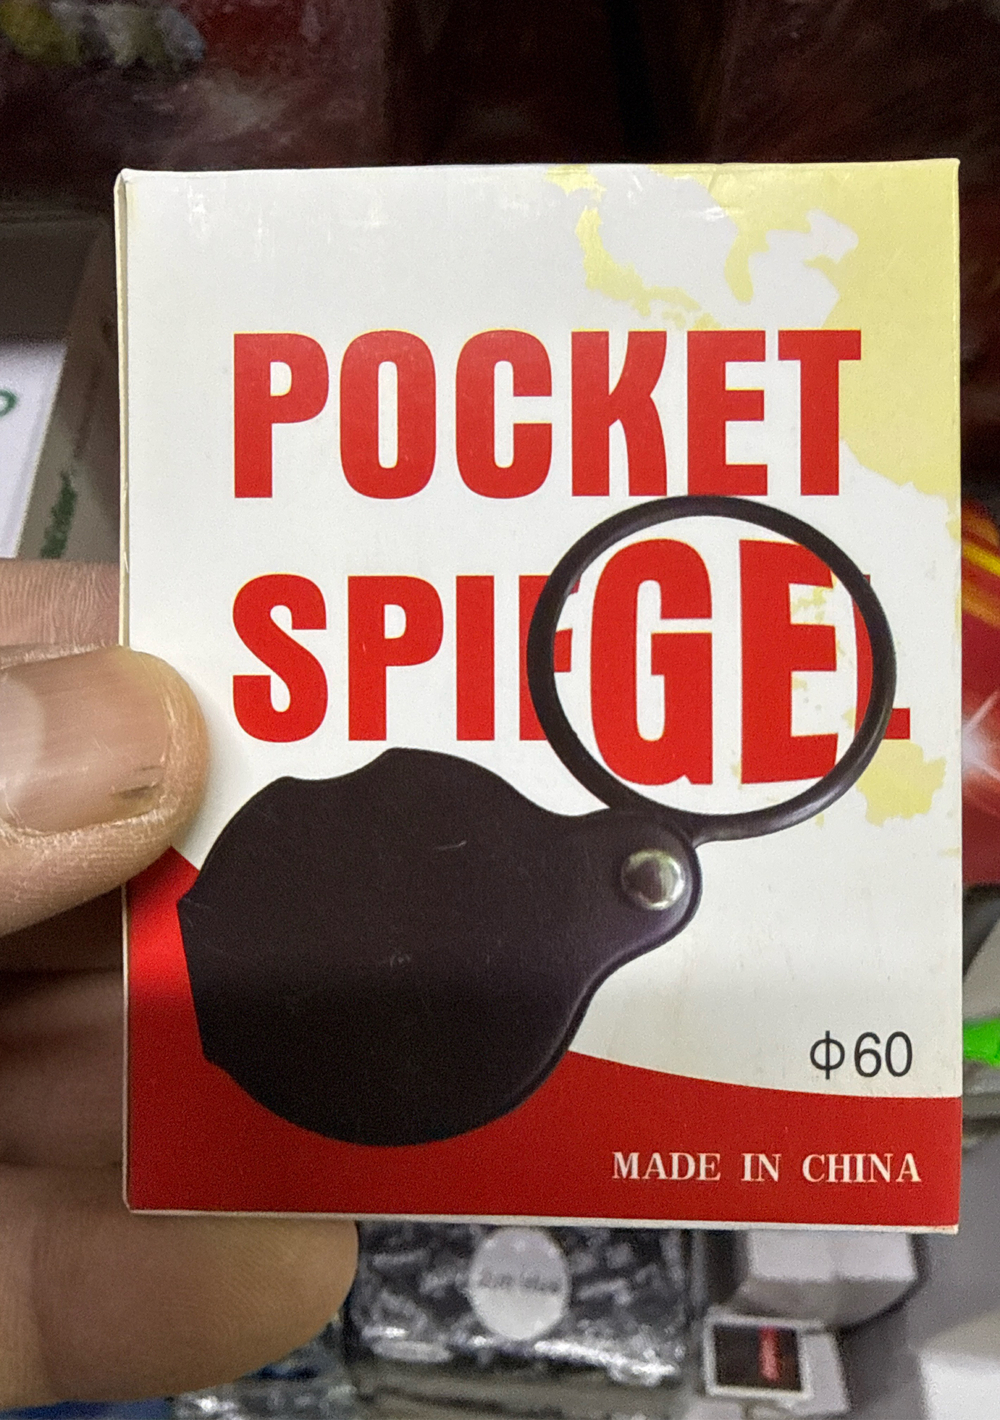 POCKET
SPIEGEL
Φ60
MADE IN CHINA